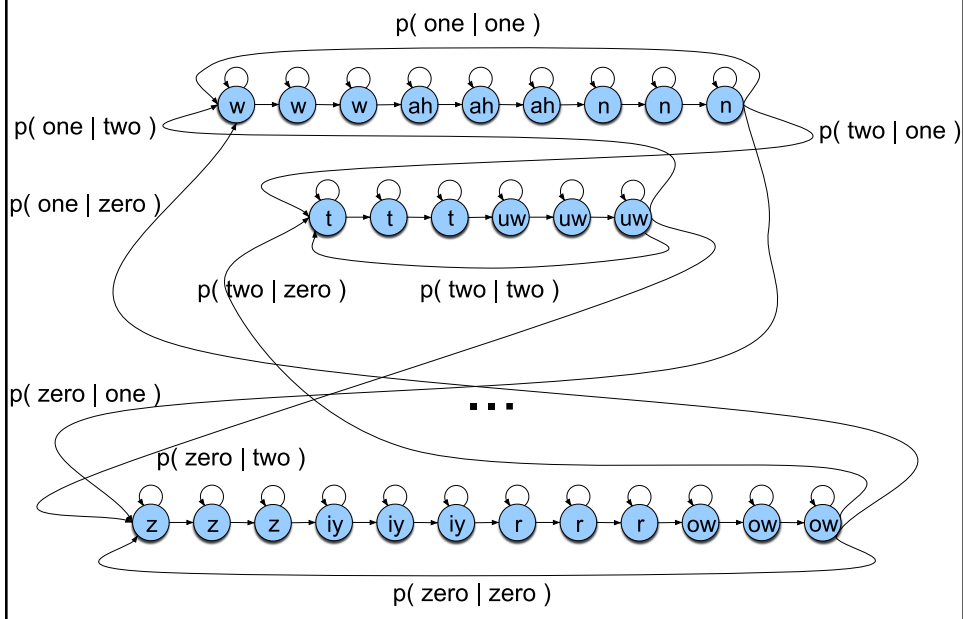 p( one | one )
w w w ah ah ah n n n
p( one | two )
p( two | one )
p( one | zero )
t t t uw uw uw
p( two | zero )
p( two | two )
p( zero | one )
...
p( zero | two )
z z z iy iy iy r r r ow ow ow
p( zero | zero )